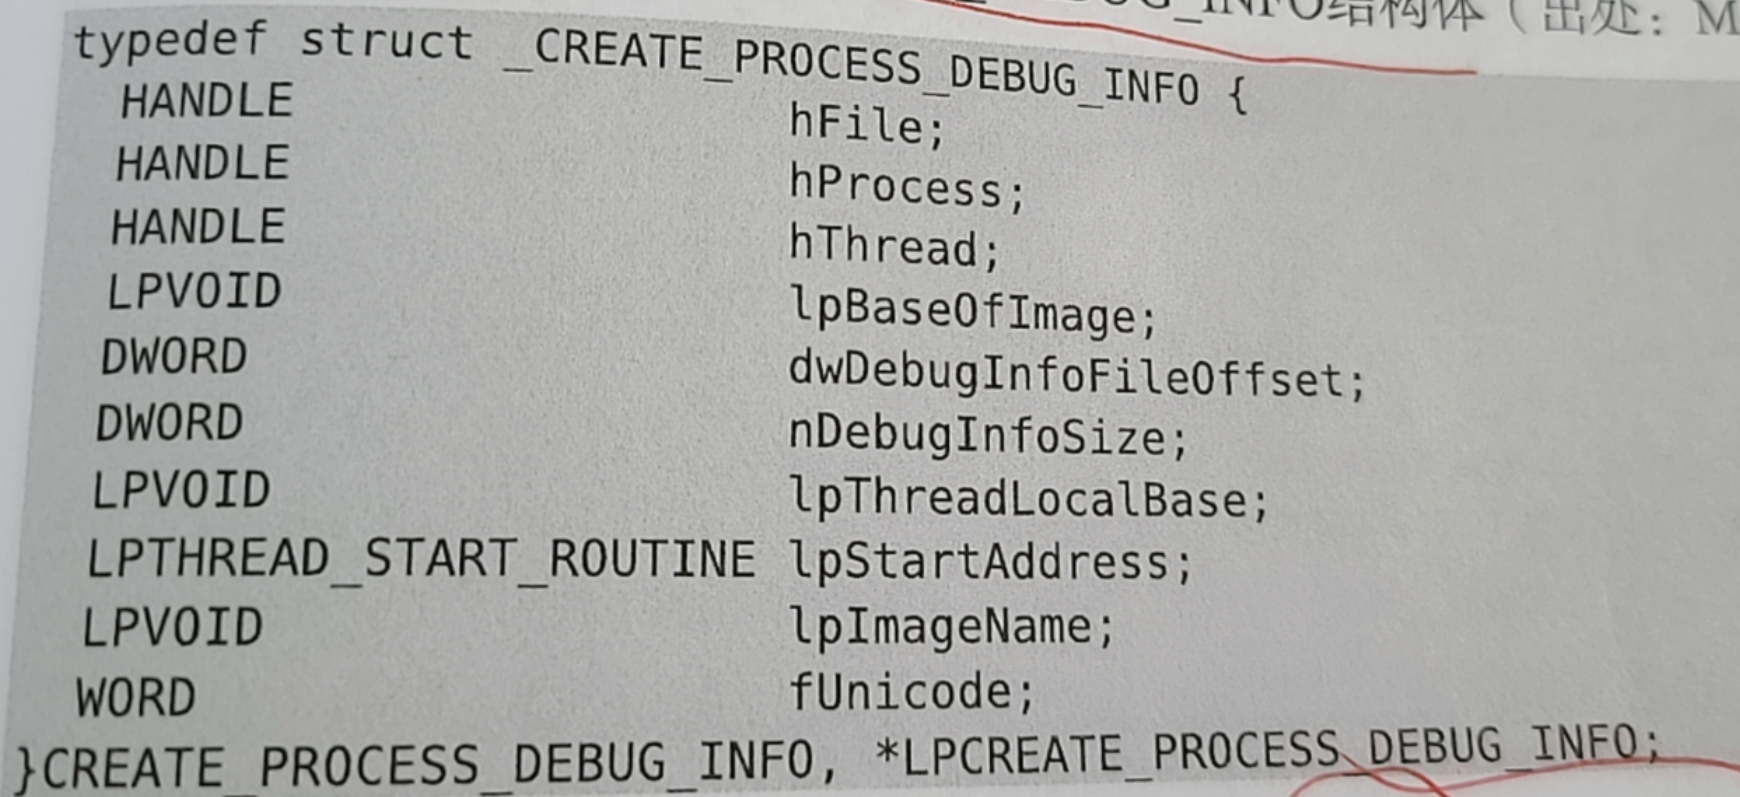 _INFO结构体（出处：M
typedef struct _CREATE_PROCESS_DEBUG_INFO {
HANDLE hFile;
HANDLE hProcess;
HANDLE hThread;
LPVOID lpBaseOfImage;
DWORD dwDebugInfoFileOffset;
DWORD nDebugInfoSize;
LPVOID lpThreadLocalBase;
LPTHREAD_START_ROUTINE lpStartAddress;
LPVOID lpImageName;
WORD fUnicode;
}CREATE_PROCESS_DEBUG_INFO, *LPCREATE_PROCESS_DEBUG_INFO;